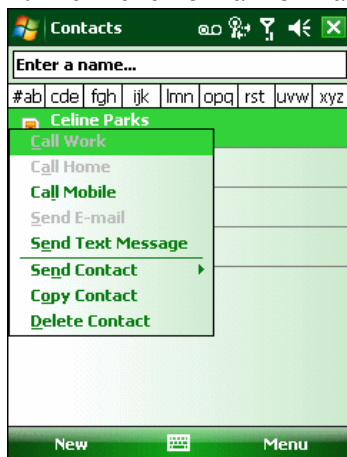 Contacts
Enter a name...
#ab cde fgh ijk lmn opq rst uvw xyz
Celine Parks
Call Work
Call Home
Call Mobile
Send E-mail
Send Text Message
Send Contact
Copy Contact
Delete Contact
New Menu